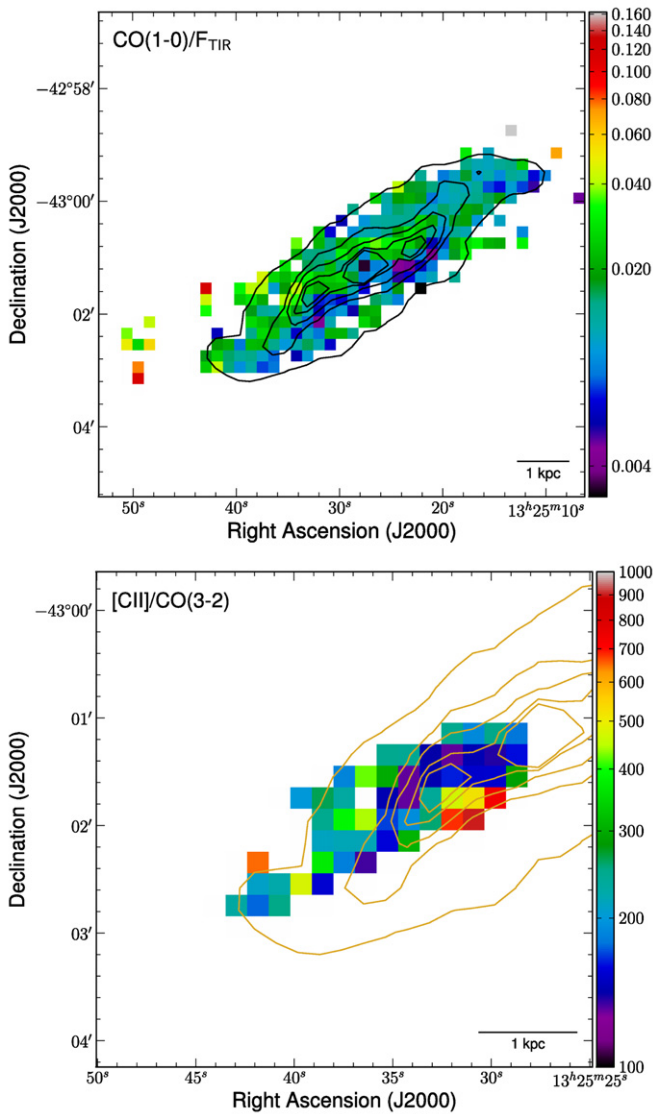 CO(1-0)/F_TIR
0.160
0.140
0.120
0.100
0.080
0.060
0.040
0.020
0.004
−42°58′
−43°00′
02′
04′
Declination (J2000)
1 kpc
50ˢ 40ˢ 30ˢ 20ˢ 13ʰ25ᵐ10ˢ
Right Ascension (J2000)
[CII]/CO(3-2)
1000
900
800
700
600
500
400
300
200
100
−43°00′
01′
02′
03′
04′
Declination (J2000)
1 kpc
50ˢ 45ˢ 40ˢ 35ˢ 30ˢ 13ʰ25ᵐ25ˢ
Right Ascension (J2000)